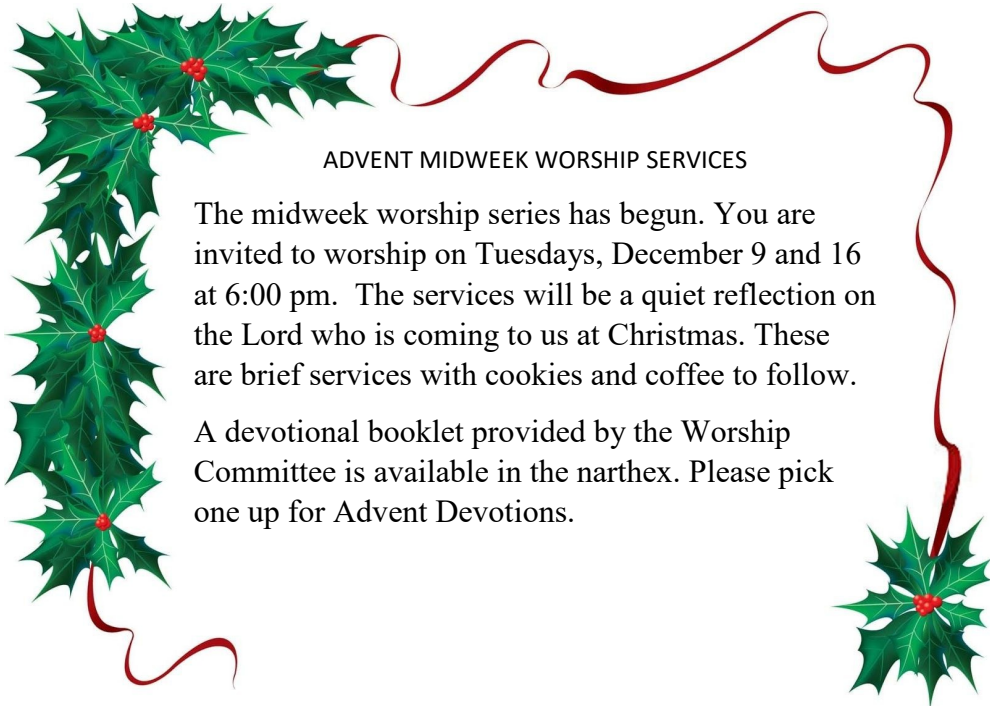 ADVENT MIDWEEK WORSHIP SERVICES
The midweek worship series has begun. You are
invited to worship on Tuesdays, December 9 and 16
at 6:00 pm.  The services will be a quiet reflection on
the Lord who is coming to us at Christmas. These
are brief services with cookies and coffee to follow.
A devotional booklet provided by the Worship
Committee is available in the narthex. Please pick
one up for Advent Devotions.